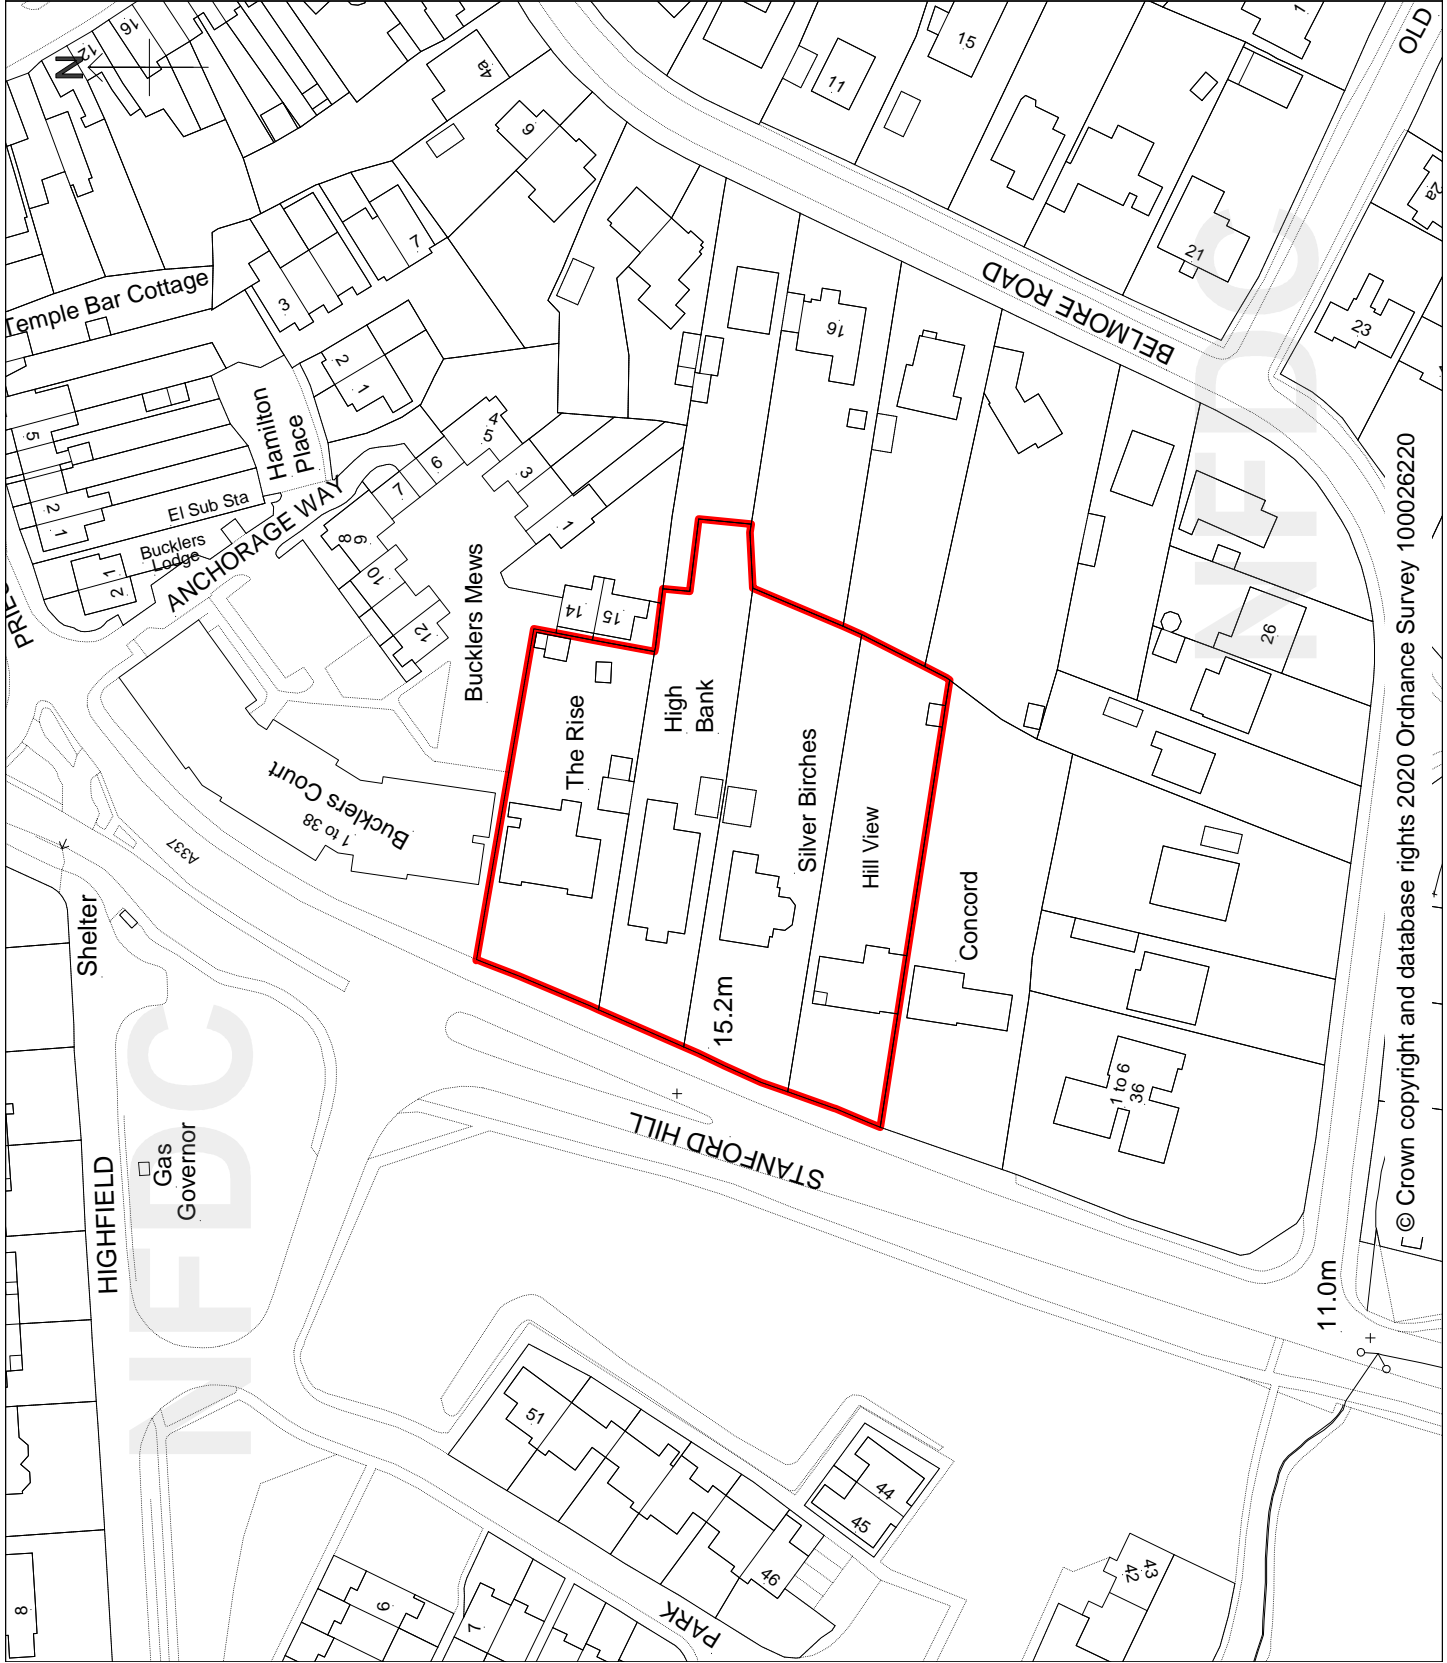 N
12
16
4a
9
15
11
1
OLD
2a
Temple Bar Cottage
3
7
21
23
BELMORE ROAD
16
5
2
1
2
1
Hamilton
Place
El Sub Sta
Bucklers
Lodge
1
2
ANCHORAGE WAY
7
6
5
4
3
1
8
9
10
12
Bucklers Mews
14
15
26
The Rise
High
Bank
Silver Birches
Hill View
Concord
Bucklers Court
1 to 38
A337
Shelter
15.2m
STANFORD HILL
1 to 6
36
HIGHFIELD
Gas
Governor
NFDC
NFDC
11.0m
51
46
44
45
42
43
PARK
9
7
8
© Crown copyright and database rights 2020 Ordnance Survey 100026220